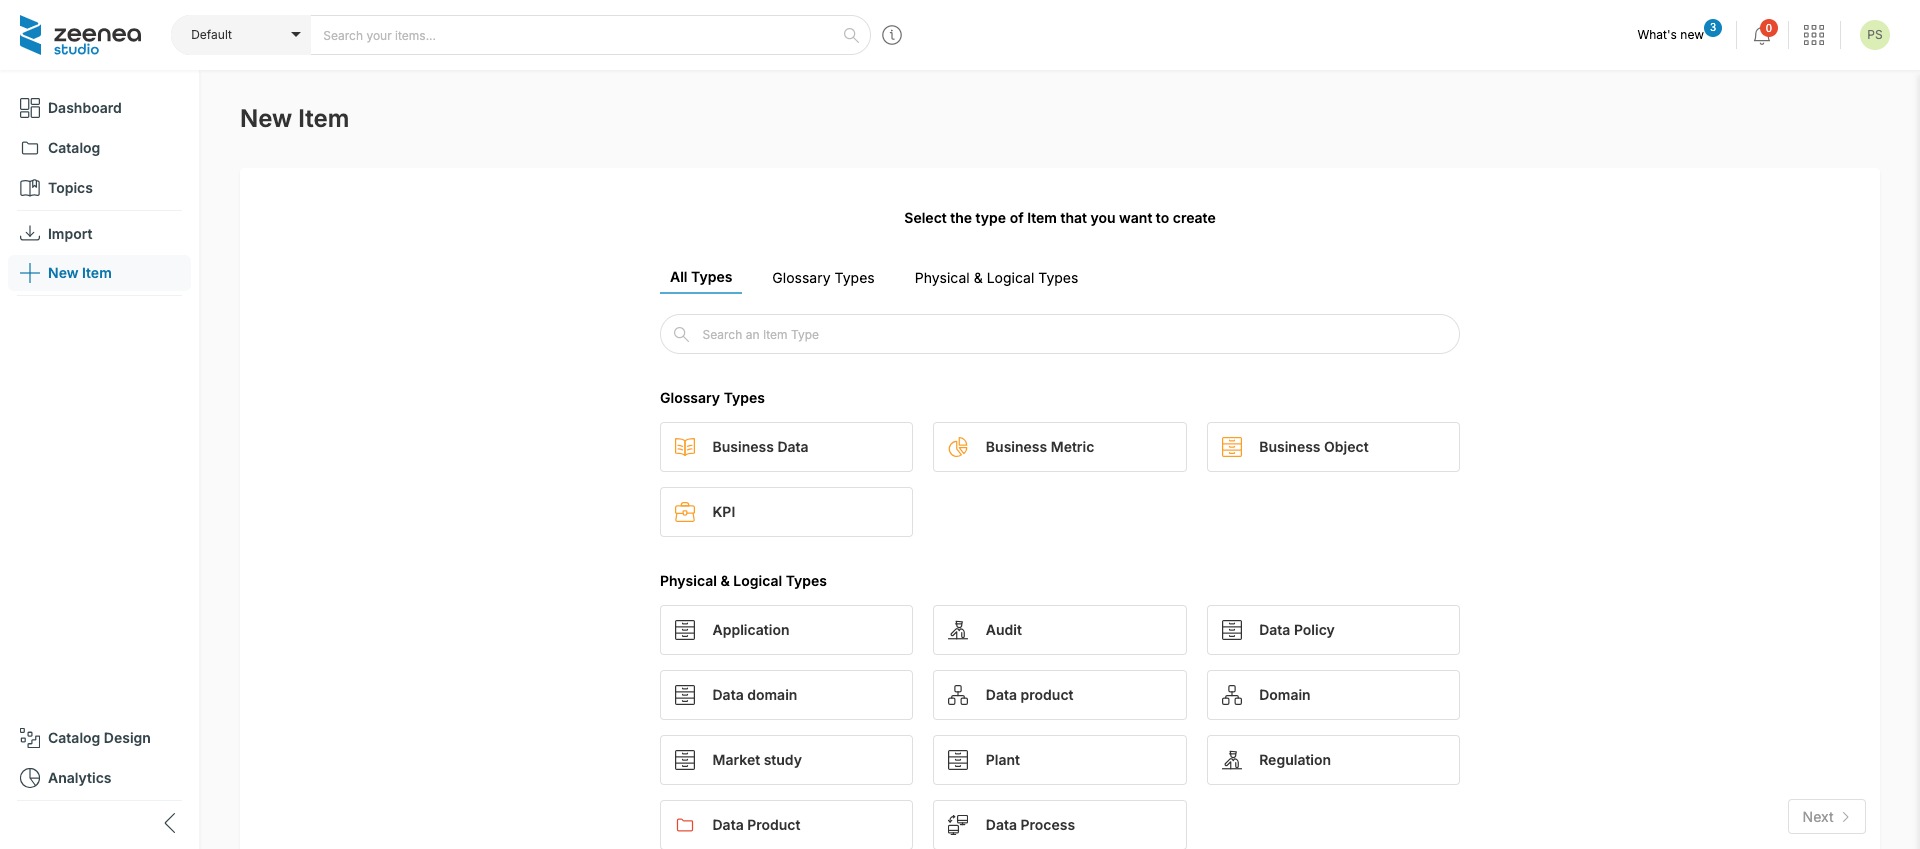 zeenea
studio
Default
Search your items...
What's new
3
0
PS
Dashboard
Catalog
Topics
Import
New Item
Catalog Design
Analytics
New Item
Select the type of Item that you want to create
All Types
Glossary Types
Physical & Logical Types
Search an Item Type
Glossary Types
Business Data
Business Metric
Business Object
KPI
Physical & Logical Types
Application
Audit
Data Policy
Data domain
Data product
Domain
Market study
Plant
Regulation
Data Product
Data Process
Next